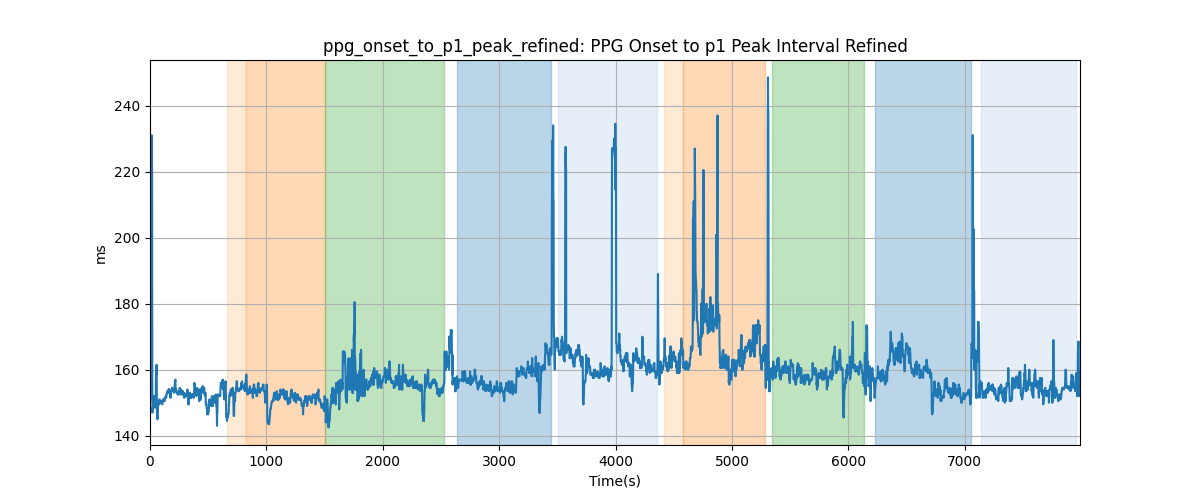 ppg_onset_to_p1_peak_refined: PPG Onset to p1 Peak Interval Refined
240
220
200
180
160
140
ms
0 1000 2000 3000 4000 5000 6000 7000
Time(s)